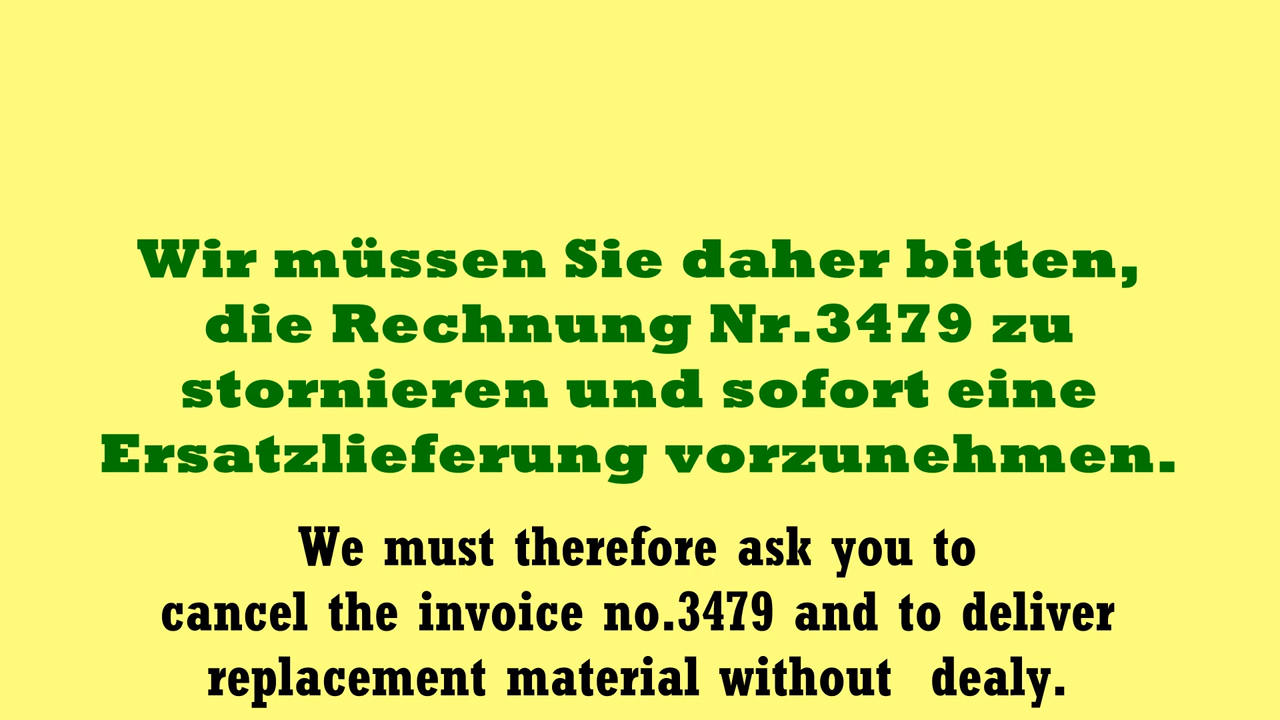 Wir müssen Sie daher bitten,
die Rechnung Nr.3479 zu
stornieren und sofort eine
Ersatzlieferung vorzunehmen.
We must therefore ask you to
cancel the invoice no.3479 and to deliver
replacement material without  dealy.